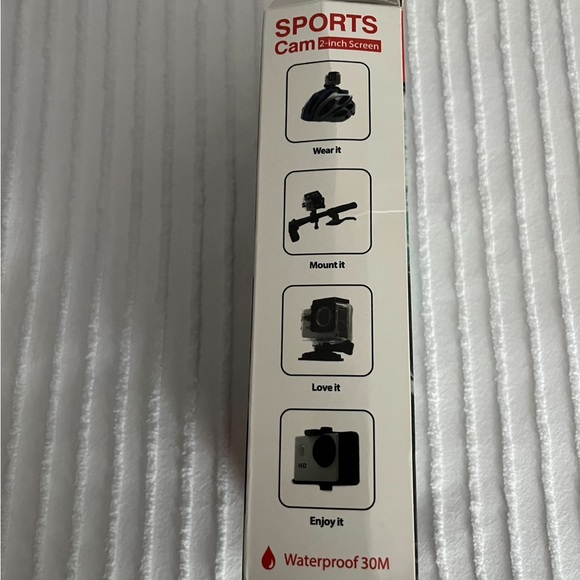 SPORTS
Cam 2-inch Screen
Wear it
Mount it
Love it
HD
Enjoy it
Waterproof 30M